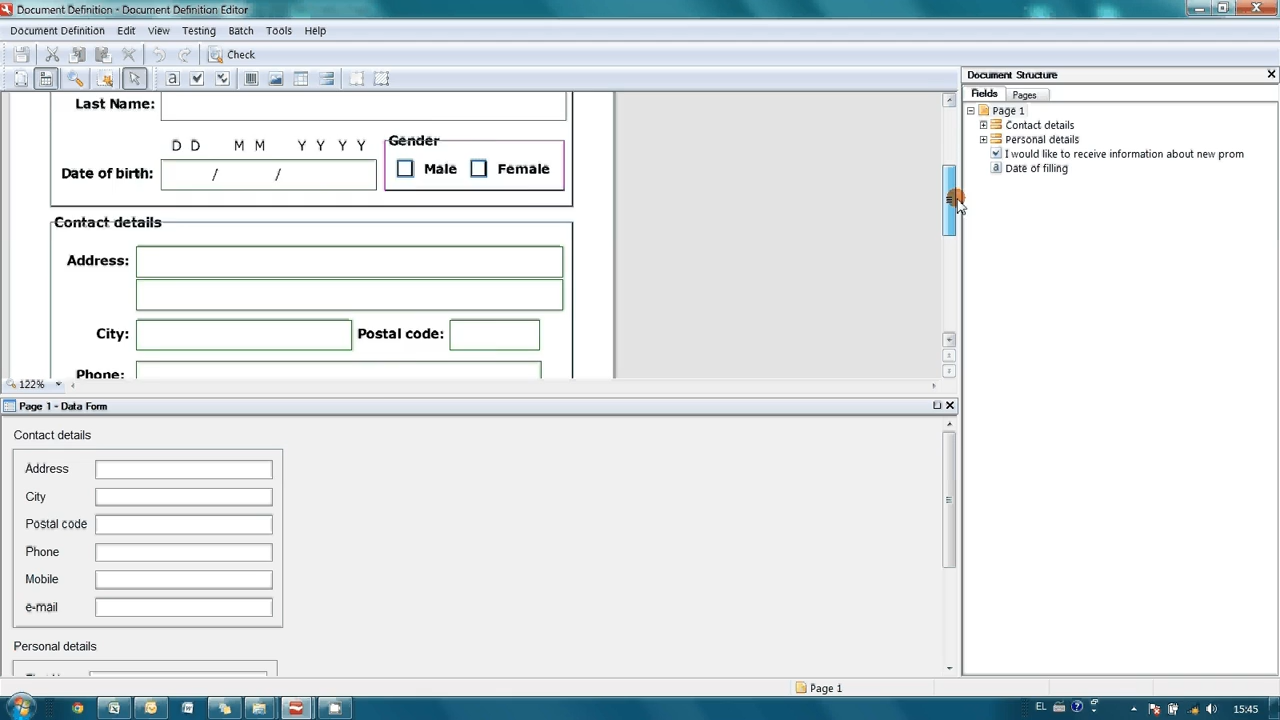 Document Definition - Document Definition Editor
Document Definition Edit View Testing Batch Tools Help
Check
Document Structure
Fields Pages
Page 1
Contact details
Personal details
I would like to receive information about new prom
Date of filling
Last Name:
D D M M Y Y Y Y
Gender
Date of birth: / / Male Female
Contact details
Address:
City: Postal code:
Phone:
122%
Page 1 - Data Form
Contact details
Address
City
Postal code
Phone
Mobile
e-mail
Personal details
Page 1
EL 15:45